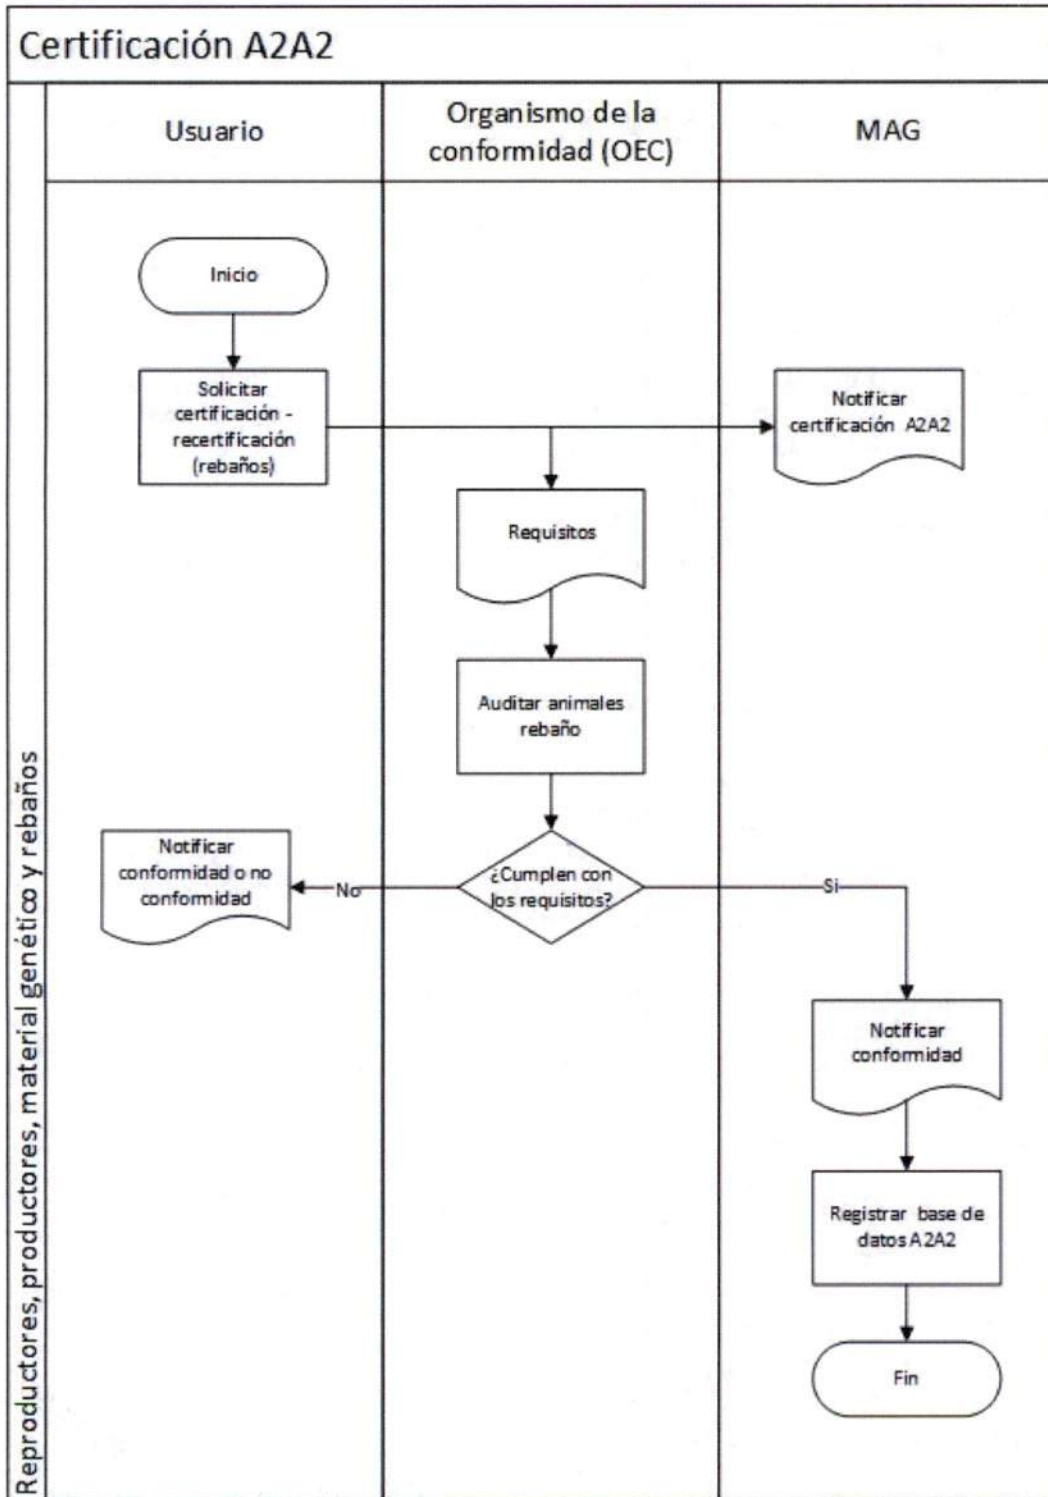 Certificación A2A2
Usuario
Organismo de la
conformidad (OEC)
MAG
Reproductores, productores, material genético y rebaños
Inicio
Solicitar
certificación -
recertificación
(rebaños)
Notificar
certificación A2A2
Requisitos
Auditar animales
rebaño
Notificar
conformidad o no
conformidad
No
¿Cumplen con
los requisitos?
Si
Notificar
conformidad
Registrar base de
datos A2A2
Fin